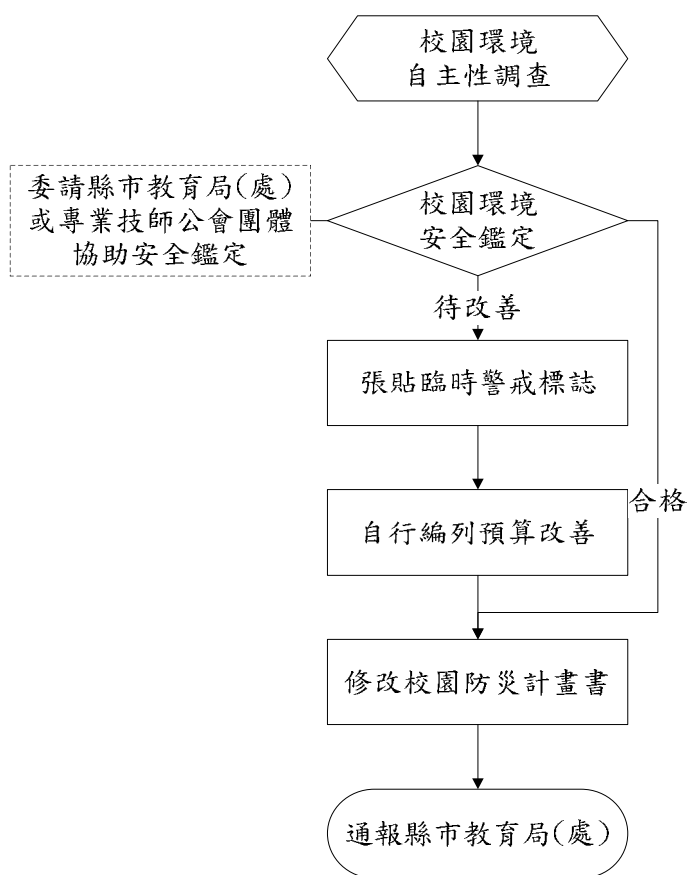 校園環境
自主性調查
委請縣市教育局(處)
或專業技師公會團體
協助安全鑑定
校園環境
安全鑑定
待改善
張貼臨時警戒標誌
自行編列預算改善
合格
修改校園防災計畫書
通報縣市教育局(處)